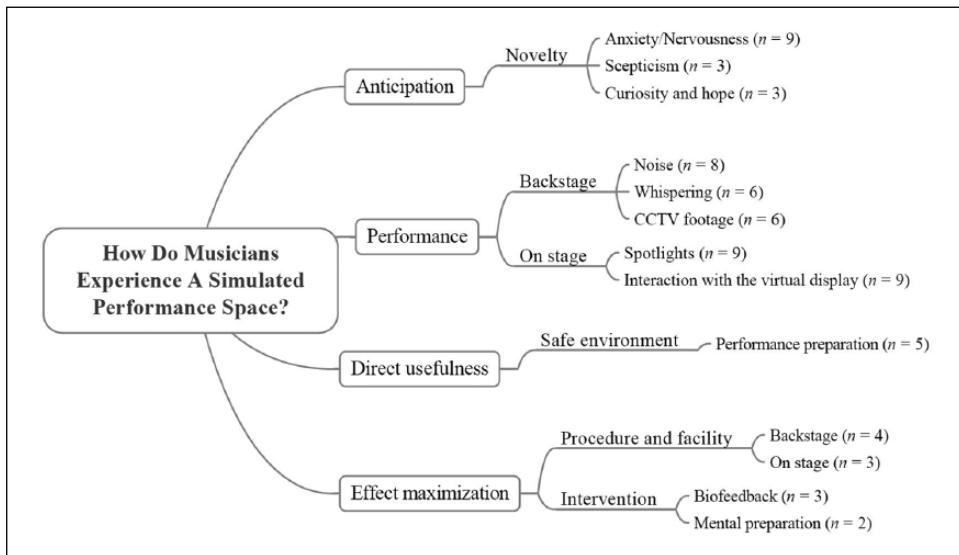 How Do Musicians
Experience A Simulated
Performance Space?
Anticipation
Novelty
Anxiety/Nervousness (n = 9)
Scepticism (n = 3)
Curiosity and hope (n = 3)
Performance
Backstage
Noise (n = 8)
Whispering (n = 6)
CCTV footage (n = 6)
On stage
Spotlights (n = 9)
Interaction with the virtual display (n = 9)
Direct usefulness
Safe environment
Performance preparation (n = 5)
Effect maximization
Procedure and facility
Backstage (n = 4)
On stage (n = 3)
Intervention
Biofeedback (n = 3)
Mental preparation (n = 2)